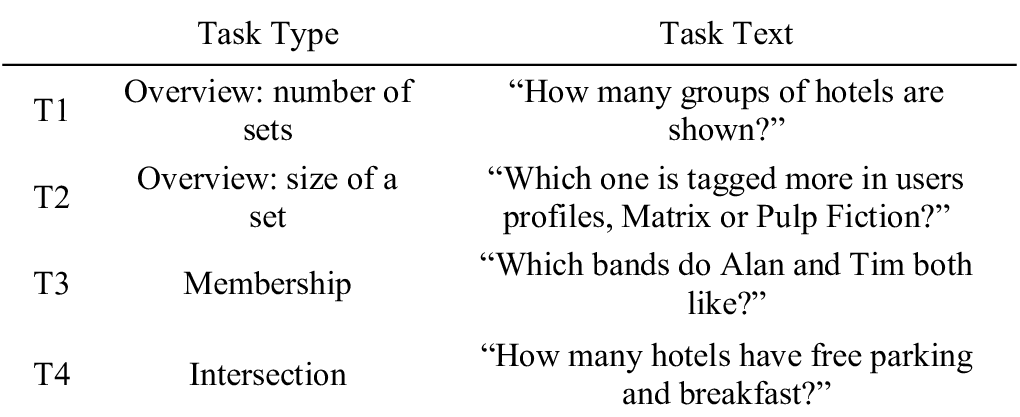 Task Type Task Text
T1 Overview: number of sets “How many groups of hotels are shown?”
T2 Overview: size of a set “Which one is tagged more in users profiles, Matrix or Pulp Fiction?”
T3 Membership “Which bands do Alan and Tim both like?”
T4 Intersection “How many hotels have free parking and breakfast?”